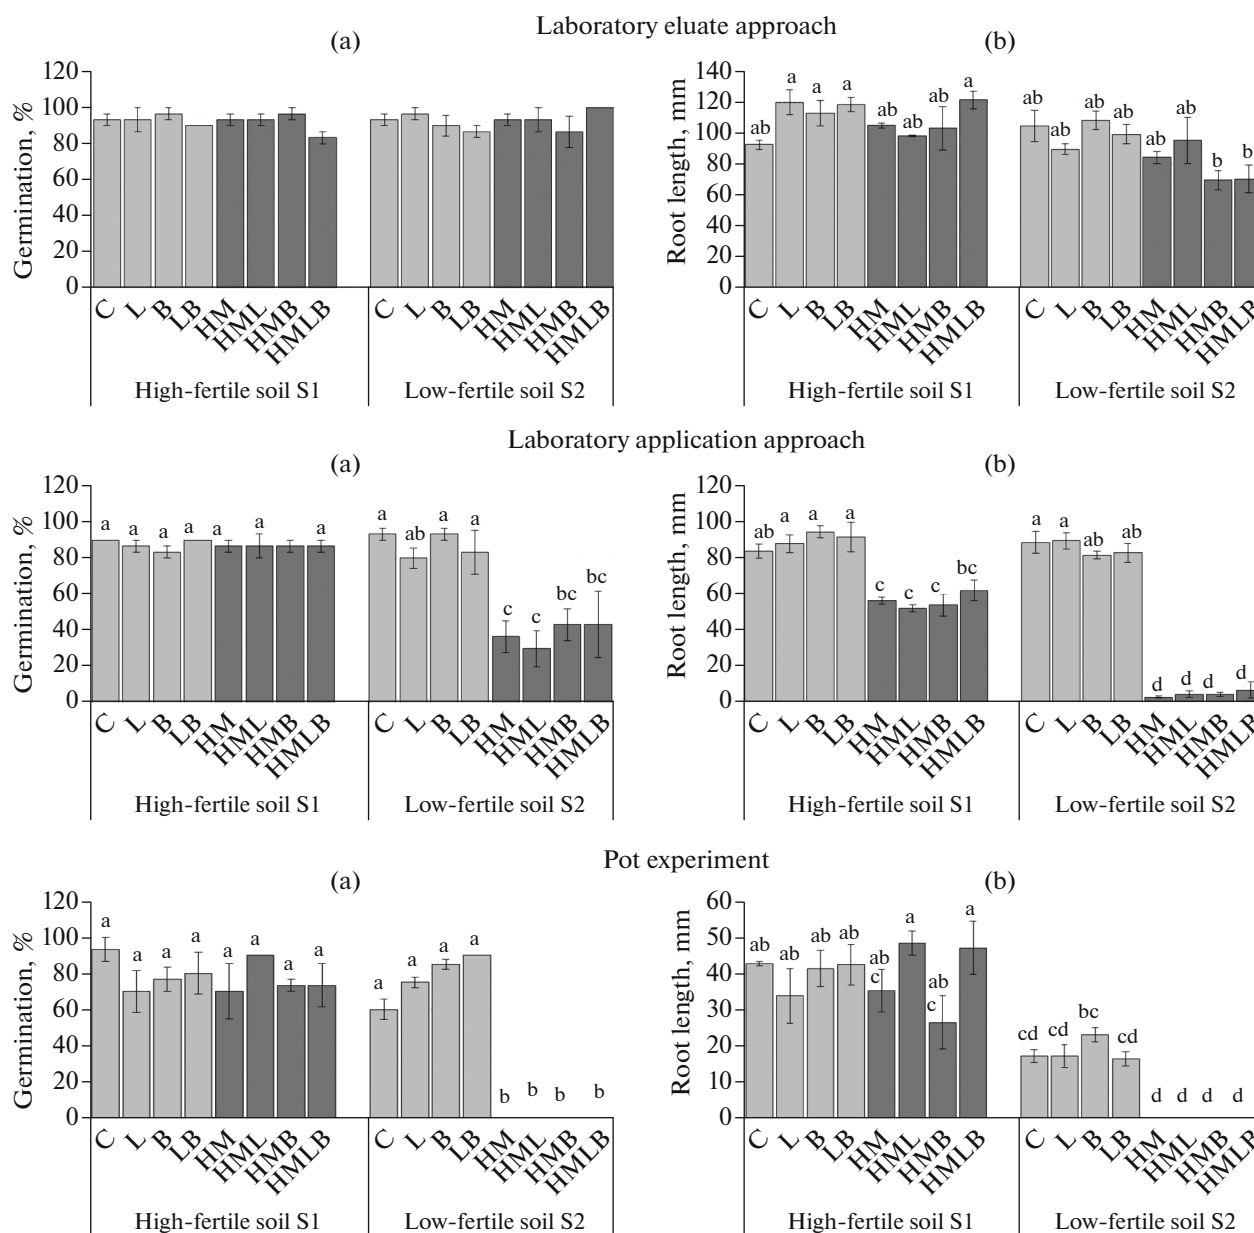 Laboratory eluate approach
(a)
(b)
Germination, %
120
100
80
60
40
20
0
C L B LB HM HML HMB HMLB C L B LB HM HML HMB HMLB
High-fertile soil S1 Low-fertile soil S2
Root length, mm
140
120
100
80
60
40
20
0
ab a a a ab ab ab a ab ab ab ab ab ab b b
C L B LB HM HML HMB HMLB C L B LB HM HML HMB HMLB
High-fertile soil S1 Low-fertile soil S2
Laboratory application approach
(a)
(b)
Germination, %
120
100
80
60
40
20
0
a a a a a a a a ab a a c c bc bc
C L B LB HM HML HMB HMLB C L B LB HM HML HMB HMLB
High-fertile soil S1 Low-fertile soil S2
Root length, mm
120
100
80
60
40
20
0
ab a a a c c c bc a a ab ab d d d d
C L B LB HM HML HMB HMLB C L B LB HM HML HMB HMLB
High-fertile soil S1 Low-fertile soil S2
Pot experiment
(a)
(b)
Germination, %
120
100
80
60
40
20
0
a a a a a a a a a a a a b b b b
C L B LB HM HML HMB HMLB C L B LB HM HML HMB HMLB
High-fertile soil S1 Low-fertile soil S2
Root length, mm
60
50
40
30
20
10
0
ab ab ab ab ab c a ab c a cd cd bc cd d d d d
C L B LB HM HML HMB HMLB C L B LB HM HML HMB HMLB
High-fertile soil S1 Low-fertile soil S2